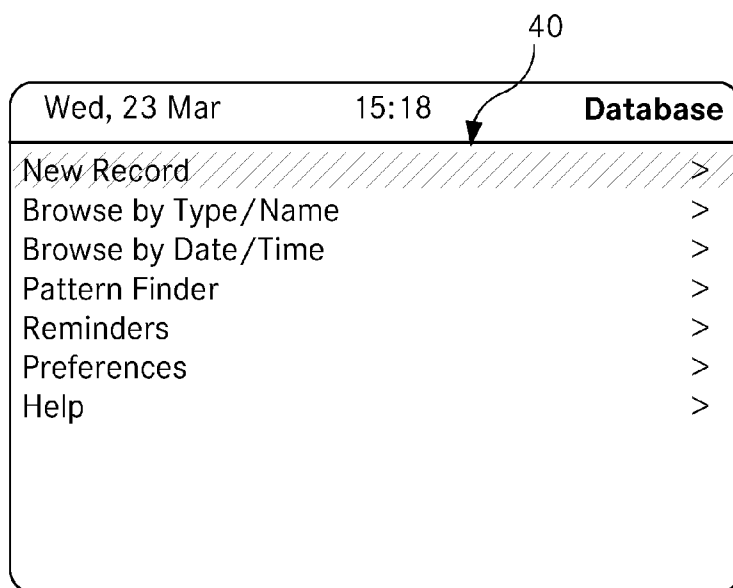 40
Wed, 23 Mar 15:18 Database
New Record >
Browse by Type/Name >
Browse by Date/Time >
Pattern Finder >
Reminders >
Preferences >
Help >